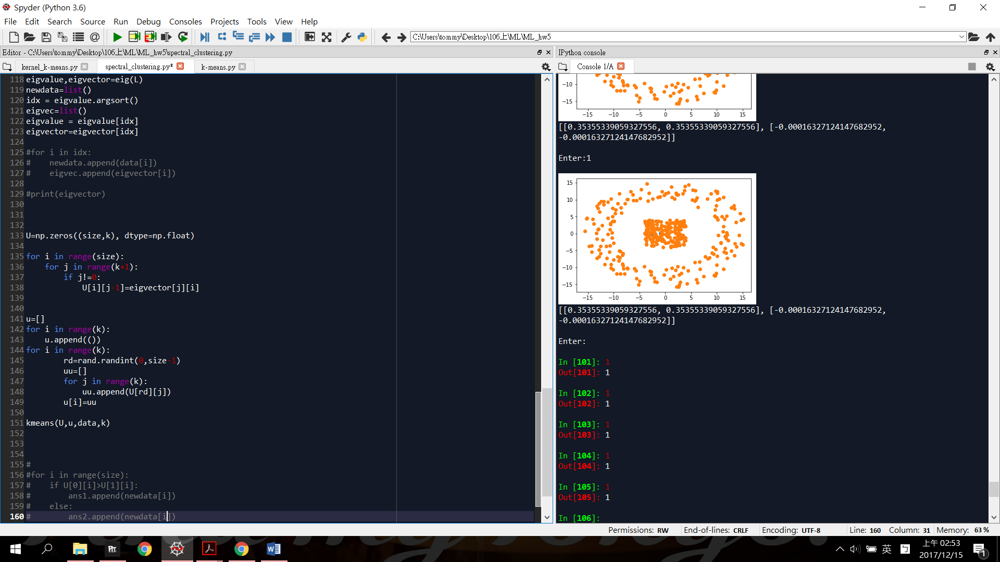 Spyder (Python 3.6)
File Edit Search Source Run Debug Consoles Projects Tools View Help
C:\Users\tommy\Desktop\106上\ML\ML_hw5
Editor - C:\Users\tommy\Desktop\106上\ML\ML_hw5\spectral_clustering.py
kernel_k-means.py spectral_clustering.py* k-means.py
118 eigvalue,eigvector=eig(L)
119 newdata=list()
120 idx = eigvalue.argsort()
121 eigvec=list()
122 eigvalue = eigvalue[idx]
123 eigvector=eigvector[idx]
124
125 #for i in idx:
126 #    newdata.append(data[i])
127 #    eigvec.append(eigvector[i])
128
129 #print(eigvector)
130
131
132
133 U=np.zeros((size,k), dtype=np.float)
134
135 for i in range(size):
136     for j in range(k+1):
137         if j!=0:
138             U[i][j-1]=eigvector[j][i]
139
140
141 u=[]
142 for i in range(k):
143     u.append(())
144 for i in range(k):
145         rd=rand.randint(0,size-1)
146         uu=[]
147         for j in range(k):
148             uu.append(U[rd][j])
149         u[i]=uu
150
151 kmeans(U,u,data,k)
152
153
154
155 #
156 #for i in range(size):
157 #    if U[0][i]>U[1][i]:
158 #        ans1.append(newdata[i])
159 #    else:
160 #        ans2.append(newdata[i])
IPython console
Console 1/A
−10
−15
−15 −10 −5 0 5 10 15
[[0.35355339059327556, 0.35355339059327556], [-0.00016327124147682952,
-0.00016327124147682952]]
Enter:1
15
10
5
0
−5
−10
−15
−15 −10 −5 0 5 10 15
[[0.35355339059327556, 0.35355339059327556], [-0.00016327124147682952,
-0.00016327124147682952]]
Enter:
In [101]: 1
Out[101]: 1
In [102]: 1
Out[102]: 1
In [103]: 1
Out[103]: 1
In [104]: 1
Out[104]: 1
In [105]: 1
Out[105]: 1
In [106]:
Permissions: RW End-of-lines: CRLF Encoding: UTF-8 Line: 160 Column: 31 Memory: 63 %
英 上午 02:53
2017/12/15
1